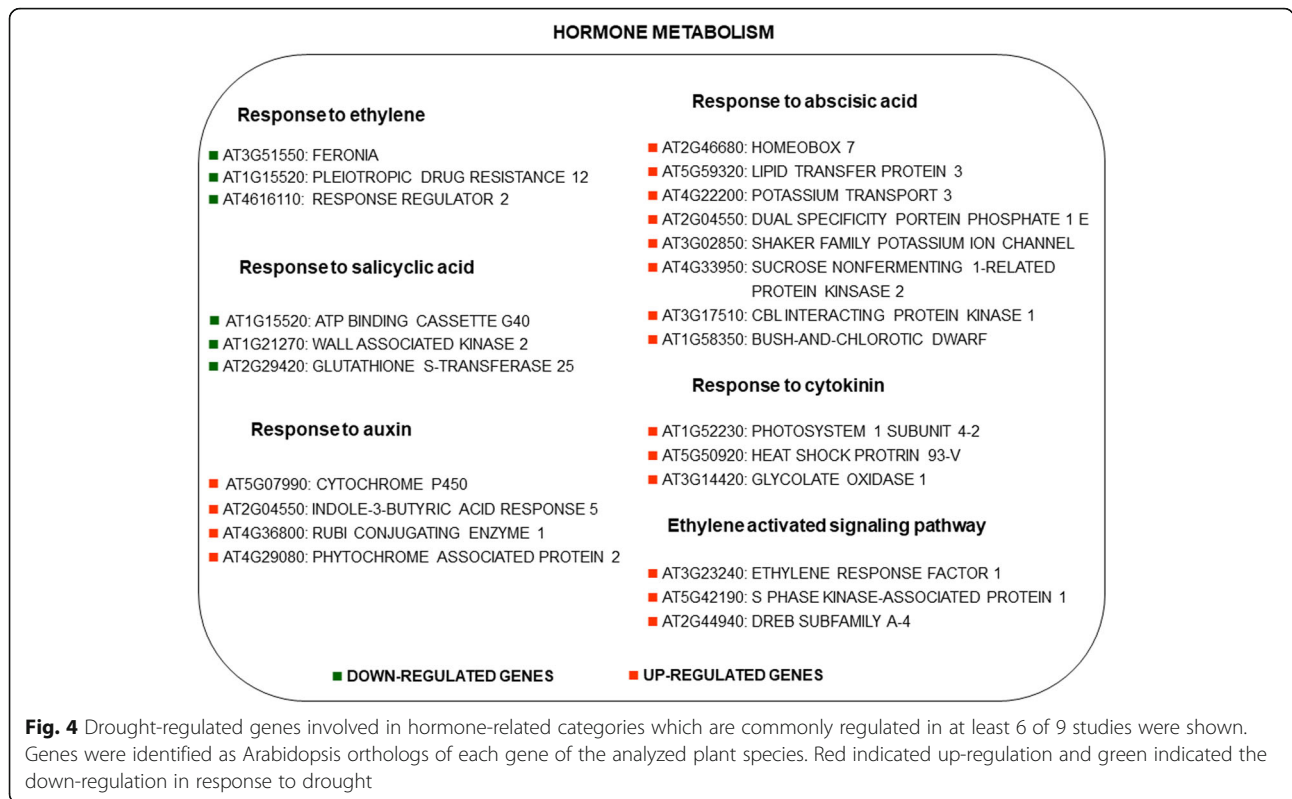 HORMONE METABOLISM
Response to ethylene
■ AT3G51550: FERONIA
■ AT1G15520: PLEIOTROPIC DRUG RESISTANCE 12
■ AT4616110: RESPONSE REGULATOR 2
Response to salicyclic acid
■ AT1G15520: ATP BINDING CASSETTE G40
■ AT1G21270: WALL ASSOCIATED KINASE 2
■ AT2G29420: GLUTATHIONE S-TRANSFERASE 25
Response to auxin
■ AT5G07990: CYTOCHROME P450
■ AT2G04550: INDOLE-3-BUTYRIC ACID RESPONSE 5
■ AT4G36800: RUBI CONJUGATING ENZYME 1
■ AT4G29080: PHYTOCHROME ASSOCIATED PROTEIN 2
Response to abscisic acid
■ AT2G46680: HOMEOBOX 7
■ AT5G59320: LIPID TRANSFER PROTEIN 3
■ AT4G22200: POTASSIUM TRANSPORT 3
■ AT2G04550: DUAL SPECIFICITY PORTEIN PHOSPHATE 1 E
■ AT3G02850: SHAKER FAMILY POTASSIUM ION CHANNEL
■ AT4G33950: SUCROSE NONFERMENTING 1-RELATED
PROTEIN KINSASE 2
■ AT3G17510: CBL INTERACTING PROTEIN KINASE 1
■ AT1G58350: BUSH-AND-CHLOROTIC DWARF
Response to cytokinin
■ AT1G52230: PHOTOSYSTEM 1 SUBUNIT 4-2
■ AT5G50920: HEAT SHOCK PROTRIN 93-V
■ AT3G14420: GLYCOLATE OXIDASE 1
Ethylene activated signaling pathway
■ AT3G23240: ETHYLENE RESPONSE FACTOR 1
■ AT5G42190: S PHASE KINASE-ASSOCIATED PROTEIN 1
■ AT2G44940: DREB SUBFAMILY A-4
■ DOWN-REGULATED GENES ■ UP-REGULATED GENES
Fig. 4 Drought-regulated genes involved in hormone-related categories which are commonly regulated in at least 6 of 9 studies were shown.
Genes were identified as Arabidopsis orthologs of each gene of the analyzed plant species. Red indicated up-regulation and green indicated the
down-regulation in response to drought